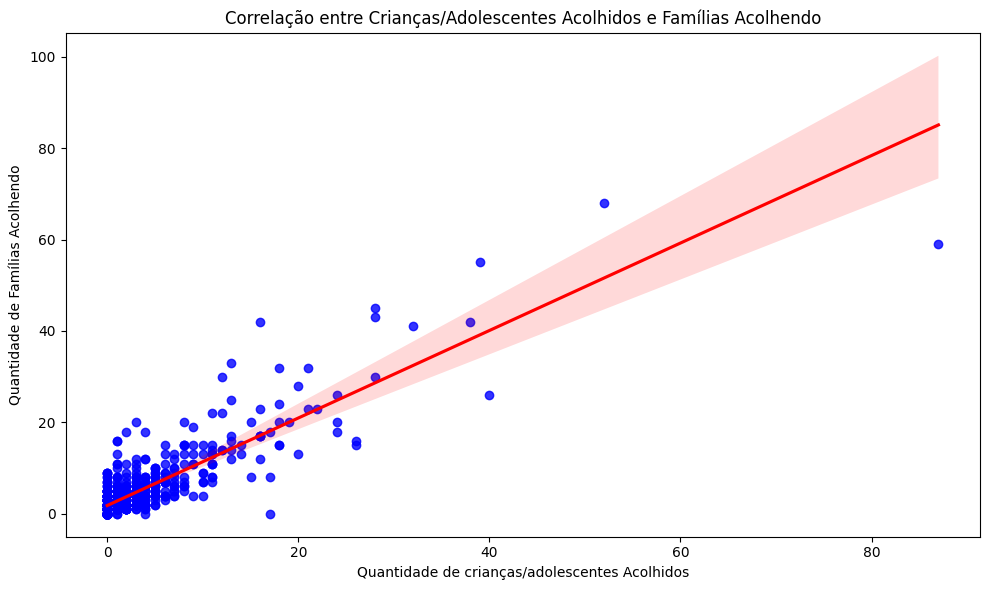 Correlação entre Crianças/Adolescentes Acolhidos e Famílias Acolhendo
Quantidade de Famílias Acolhendo
100
80
60
40
20
0
0 20 40 60 80
Quantidade de crianças/adolescentes Acolhidos